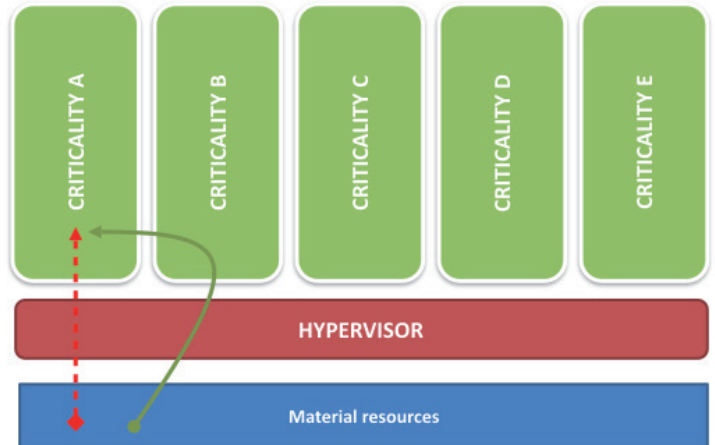 CRITICALITY A
CRITICALITY B
CRITICALITY C
CRITICALITY D
CRITICALITY E
HYPERVISOR
Material resources